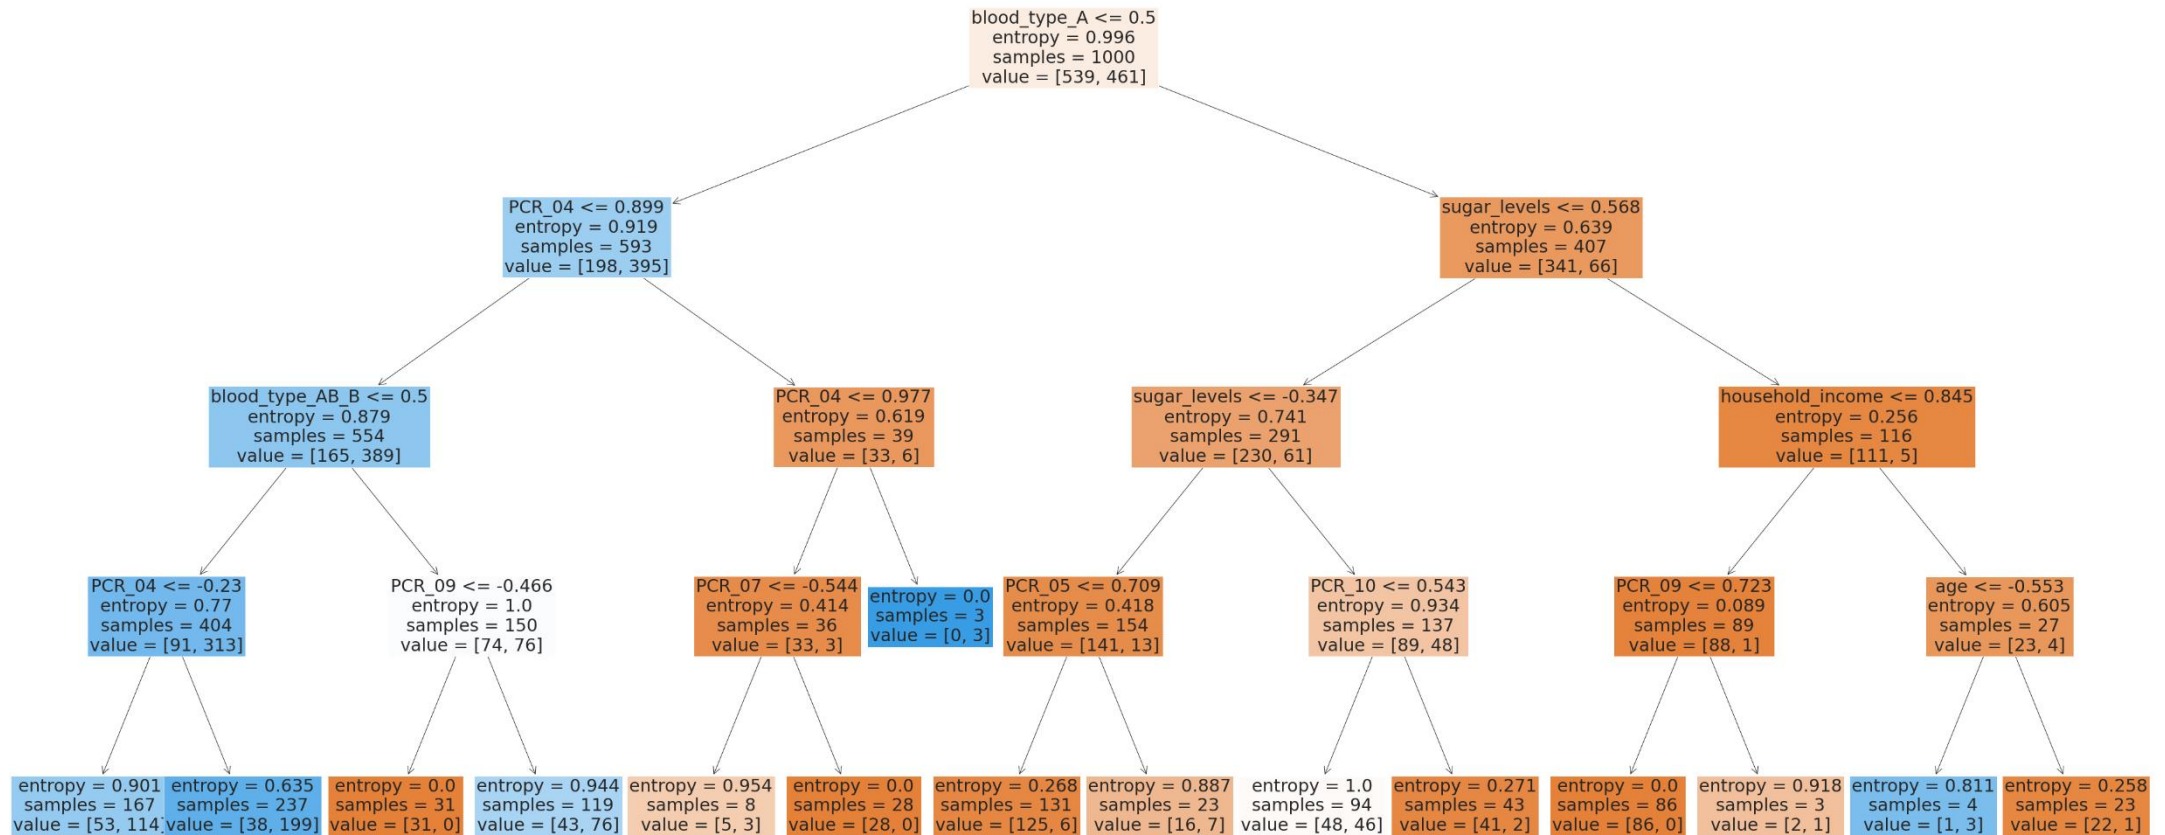 blood_type_A <= 0.5
entropy = 0.996
samples = 1000
value = [539, 461]
PCR_04 <= 0.899
entropy = 0.919
samples = 593
value = [198, 395]
sugar_levels <= 0.568
entropy = 0.639
samples = 407
value = [341, 66]
blood_type_AB_B <= 0.5
entropy = 0.879
samples = 554
value = [165, 389]
PCR_04 <= 0.977
entropy = 0.619
samples = 39
value = [33, 6]
sugar_levels <= -0.347
entropy = 0.741
samples = 291
value = [230, 61]
household_income <= 0.845
entropy = 0.256
samples = 116
value = [111, 5]
PCR_04 <= -0.23
entropy = 0.77
samples = 404
value = [91, 313]
PCR_09 <= -0.466
entropy = 1.0
samples = 150
value = [74, 76]
PCR_07 <= -0.544
entropy = 0.414
samples = 36
value = [33, 3]
entropy = 0.0
samples = 3
value = [0, 3]
PCR_05 <= 0.709
entropy = 0.418
samples = 154
value = [141, 13]
PCR_10 <= 0.543
entropy = 0.934
samples = 137
value = [89, 48]
PCR_09 <= 0.723
entropy = 0.089
samples = 89
value = [88, 1]
age <= -0.553
entropy = 0.605
samples = 27
value = [23, 4]
entropy = 0.901
samples = 167
value = [53, 114]
entropy = 0.635
samples = 237
value = [38, 199]
entropy = 0.0
samples = 31
value = [31, 0]
entropy = 0.944
samples = 119
value = [43, 76]
entropy = 0.954
samples = 8
value = [5, 3]
entropy = 0.0
samples = 28
value = [28, 0]
entropy = 0.268
samples = 131
value = [125, 6]
entropy = 0.887
samples = 23
value = [16, 7]
entropy = 1.0
samples = 94
value = [48, 46]
entropy = 0.271
samples = 43
value = [41, 2]
entropy = 0.0
samples = 86
value = [86, 0]
entropy = 0.918
samples = 3
value = [2, 1]
entropy = 0.811
samples = 4
value = [1, 3]
entropy = 0.258
samples = 23
value = [22, 1]